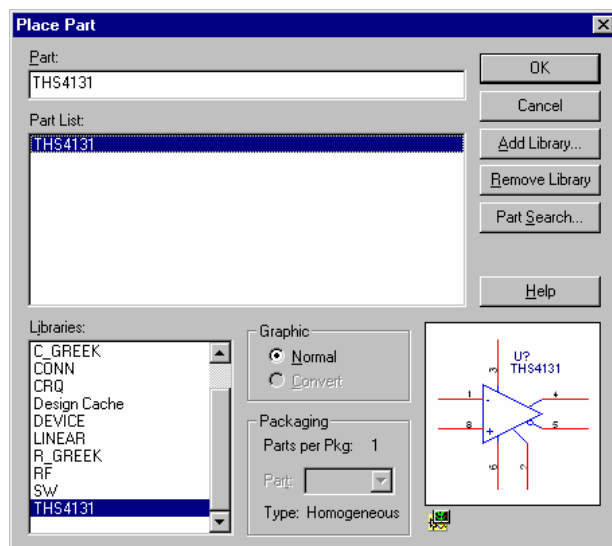 Place Part
Part:
THS4131
Part List:
THS4131
OK
Cancel
Add Library...
Remove Library
Part Search...
Help
Libraries:
C_GREEK
CONN
CRQ
Design Cache
DEVICE
LINEAR
R_GREEK
RF
SW
THS4131
Graphic
Normal
Convert
Packaging
Parts per Pkg: 1
Part:
Type: Homogeneous
U?
THS4131
3
1
-
4
8
+
5
6
2